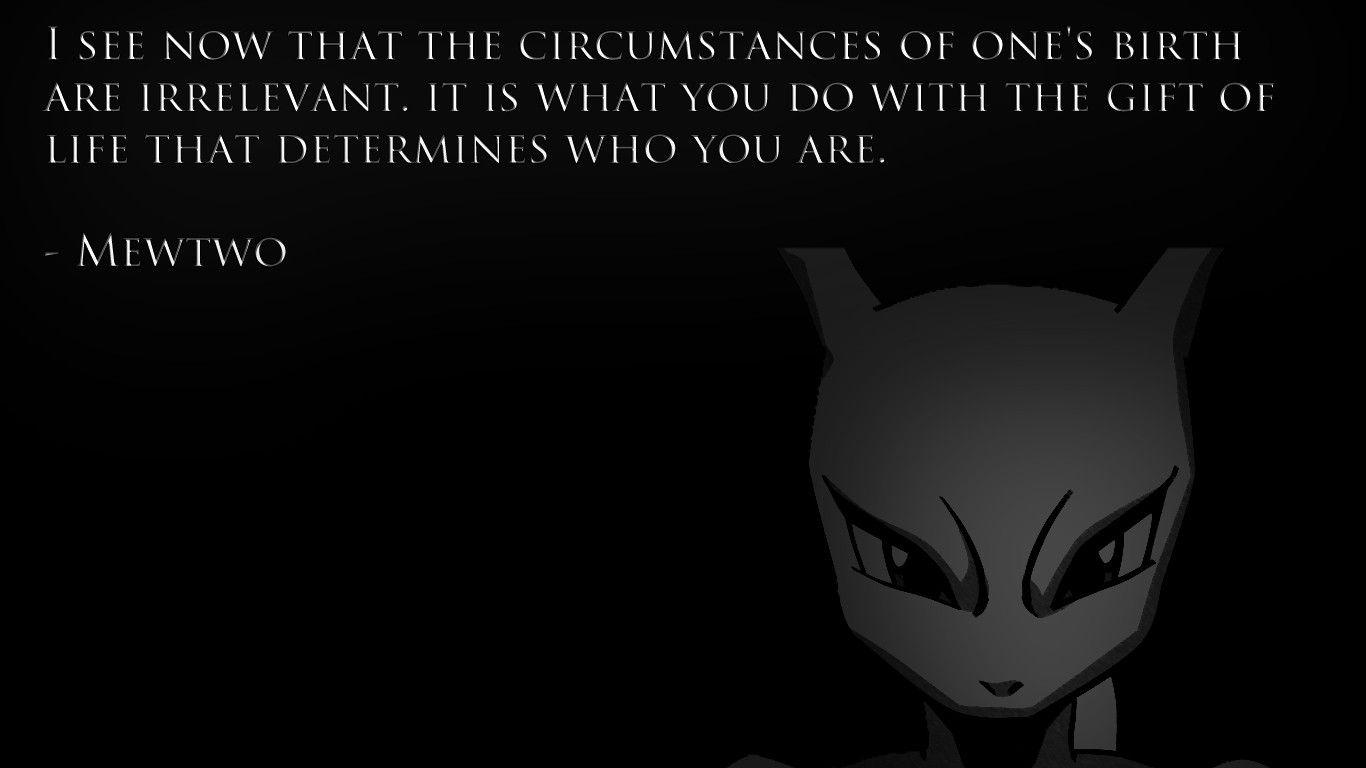 I see now that the circumstances of one's birth
are irrelevant. it is what you do with the gift of
life that determines who you are.
- Mewtwo